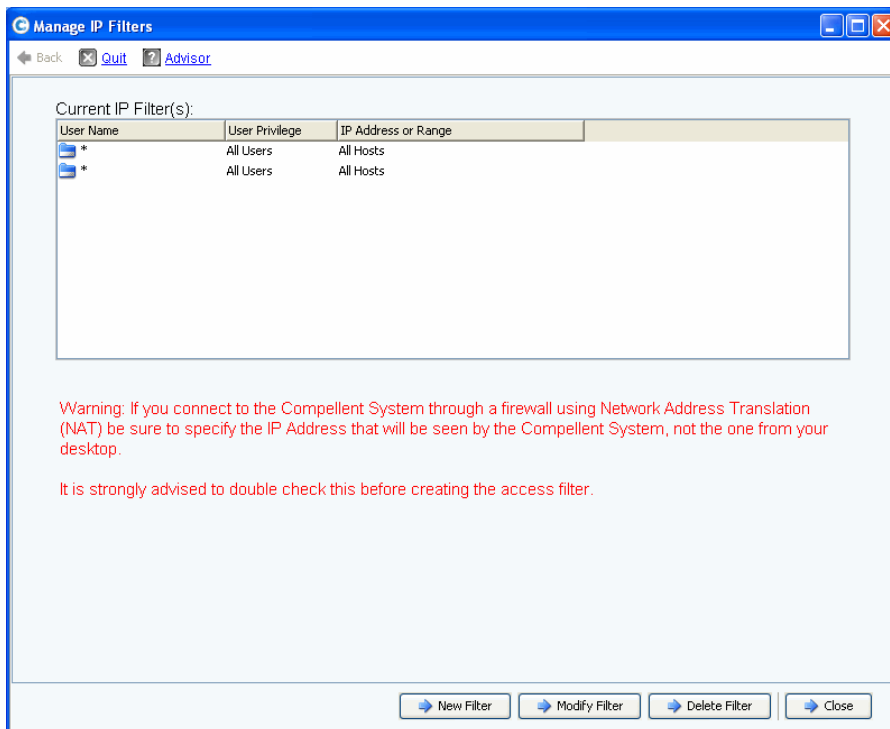 Manage IP Filters
Back Quit ? Advisor
Current IP Filter(s):
User Name User Privilege IP Address or Range
* All Users All Hosts
* All Users All Hosts
Warning: If you connect to the Compellent System through a firewall using Network Address Translation
(NAT) be sure to specify the IP Address that will be seen by the Compellent System, not the one from your
desktop.
It is strongly advised to double check this before creating the access filter.
New Filter Modify Filter Delete Filter Close